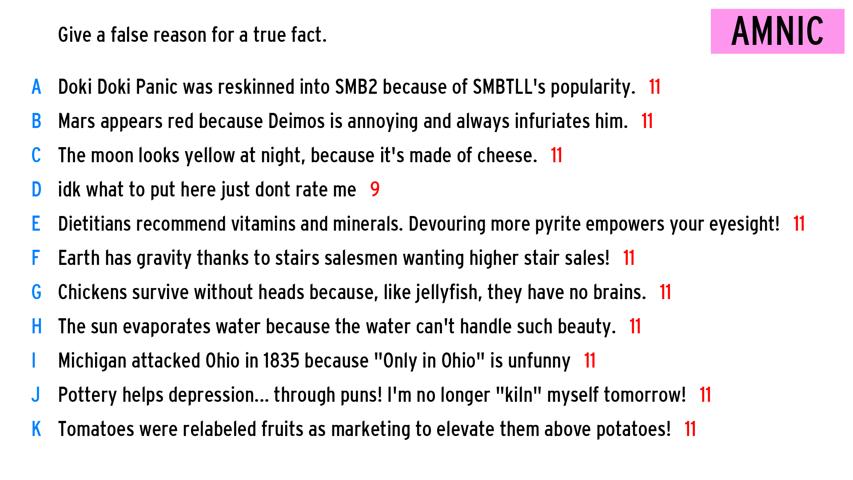 Give a false reason for a true fact.
AMNIC
A Doki Doki Panic was reskinned into SMB2 because of SMBTLL's popularity. 11
B Mars appears red because Deimos is annoying and always infuriates him. 11
C The moon looks yellow at night, because it's made of cheese. 11
D idk what to put here just dont rate me 9
E Dietitians recommend vitamins and minerals. Devouring more pyrite empowers your eyesight! 11
F Earth has gravity thanks to stairs salesmen wanting higher stair sales! 11
G Chickens survive without heads because, like jellyfish, they have no brains. 11
H The sun evaporates water because the water can't handle such beauty. 11
I Michigan attacked Ohio in 1835 because "Only in Ohio" is unfunny 11
J Pottery helps depression... through puns! I'm no longer "kiln" myself tomorrow! 11
K Tomatoes were relabeled fruits as marketing to elevate them above potatoes! 11